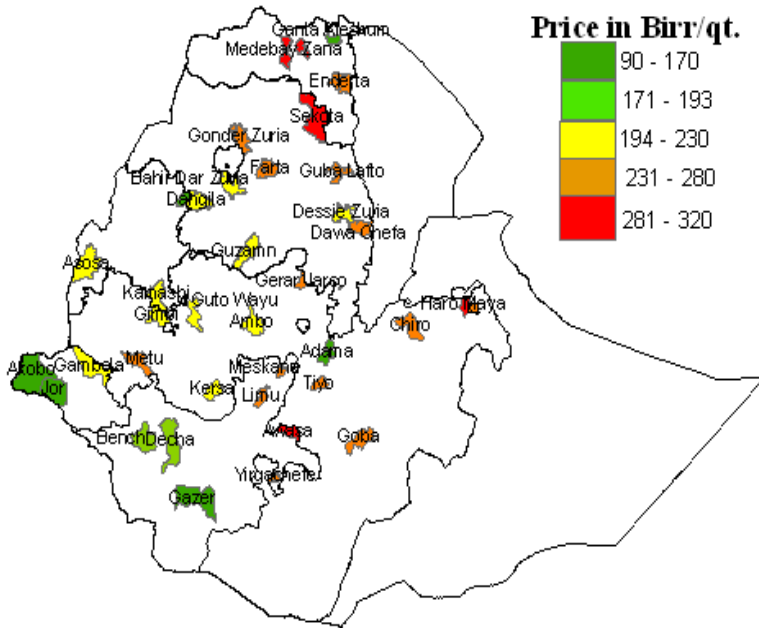 Price in Birr/qt.
90 - 170
171 - 193
194 - 230
231 - 280
281 - 320
Medebay Zana
Enderta
Sekota
Gonder Zuria
Farta
Guba Lafto
Bahir Dar Zuria
Dangila
Dessie Zuria
Dawa Chefa
Guzamn
Asosa
Gerar Jarso
Kamashi
Guto Wayu
Haro Maya
Gimbi
Ambo
Chiro
Adama
Metu
Meskane
Akobo
Gambela
Jor
Kersa
Limu
Tiyo
Awasa
Goba
Bench
Decha
Yirgachefe
Gazer